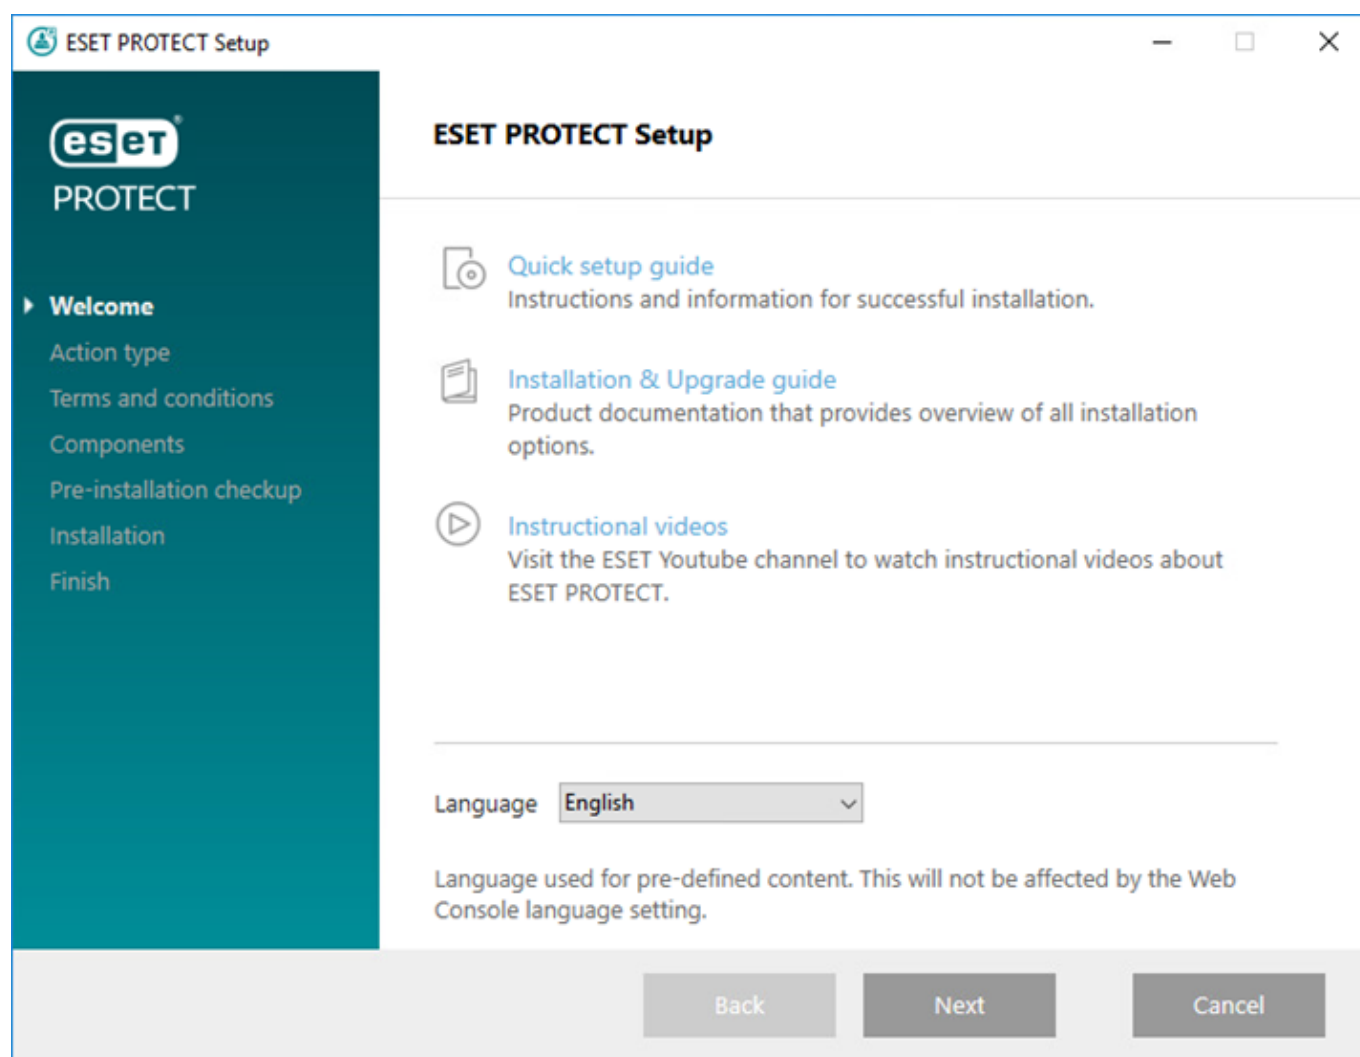 ESET PROTECT Setup
eseT®
PROTECT
Welcome
Action type
Terms and conditions
Components
Pre-installation checkup
Installation
Finish
ESET PROTECT Setup
Quick setup guide
Instructions and information for successful installation.
Installation & Upgrade guide
Product documentation that provides overview of all installation
options.
Instructional videos
Visit the ESET Youtube channel to watch instructional videos about
ESET PROTECT.
Language English
Language used for pre-defined content. This will not be affected by the Web
Console language setting.
Back Next Cancel